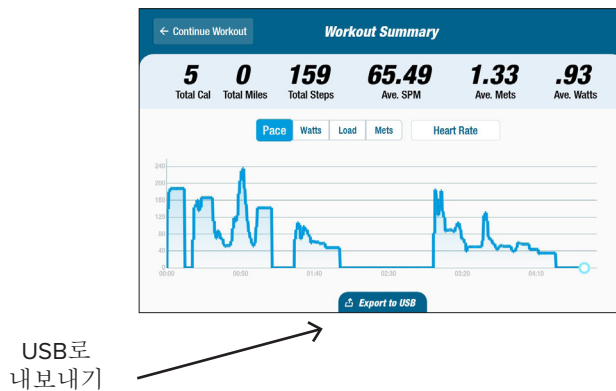 ← Continue Workout
Workout Summary
5 0 159 65.49 1.33 .93
Total Cal Total Miles Total Steps Ave. SPM Ave. Mets Ave. Watts
Pace Watts Load Mets Heart Rate
240
200
160
120
80
40
0
00:00 00:50 01:40 02:30 03:20 04:10
Export to USB
USB로
내보내기